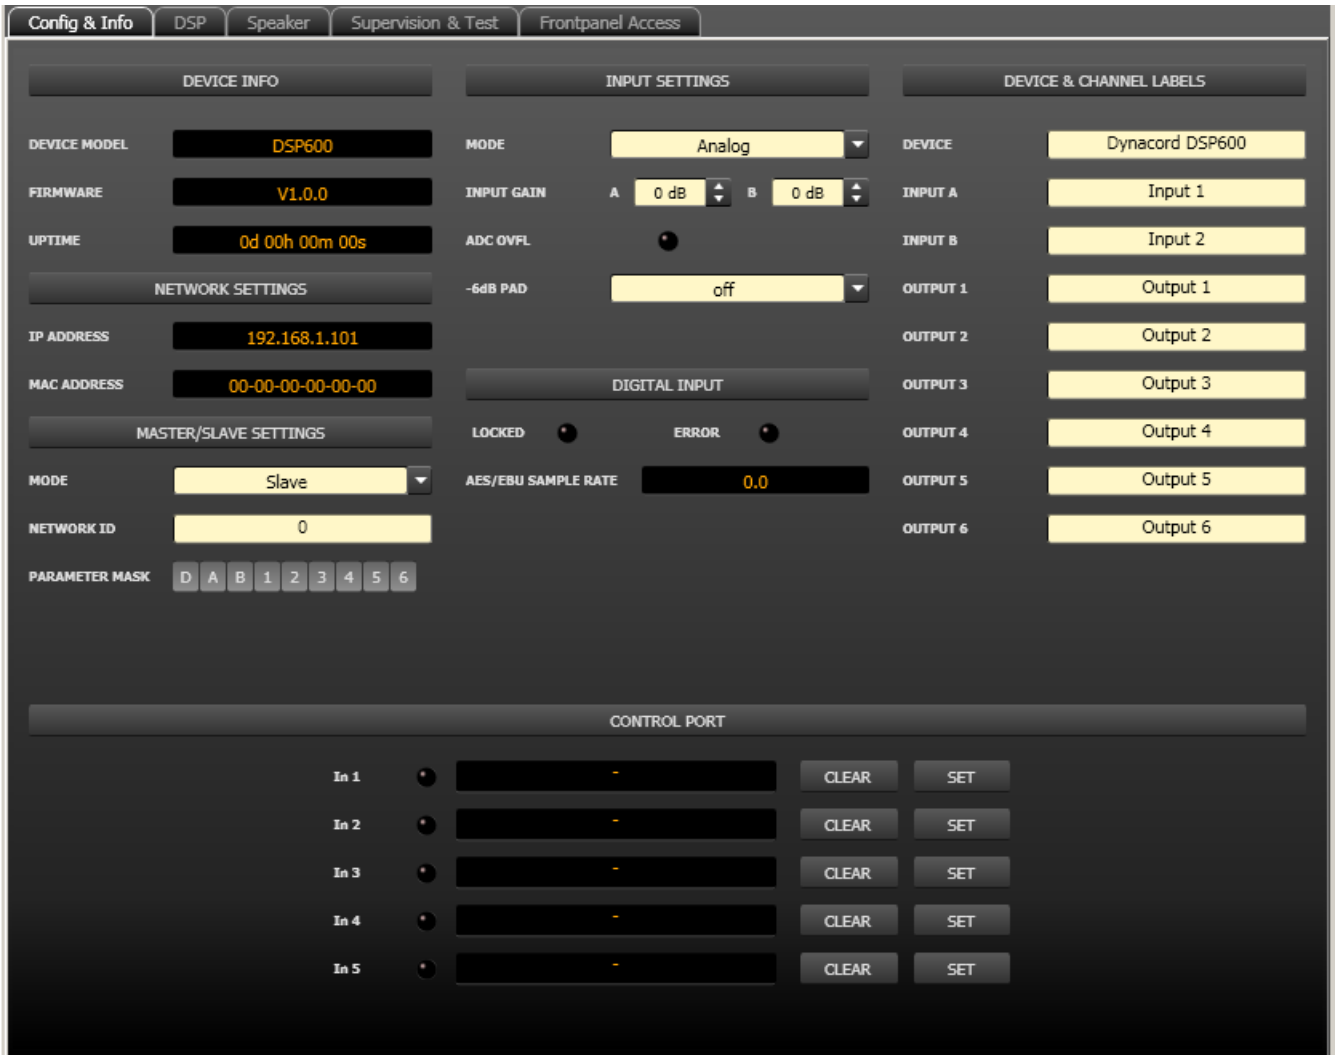 Config & Info DSP Speaker Supervision & Test Frontpanel Access
DEVICE INFO
DEVICE MODEL DSP600
FIRMWARE V1.0.0
UPTIME 0d 00h 00m 00s
NETWORK SETTINGS
IP ADDRESS 192.168.1.101
MAC ADDRESS 00-00-00-00-00-00
MASTER/SLAVE SETTINGS
MODE Slave
NETWORK ID 0
PARAMETER MASK D A B 1 2 3 4 5 6
INPUT SETTINGS
MODE Analog
INPUT GAIN A 0 dB B 0 dB
ADC OVFL
-6dB PAD off
DIGITAL INPUT
LOCKED ERROR
AES/EBU SAMPLE RATE 0.0
DEVICE & CHANNEL LABELS
DEVICE Dynacord DSP600
INPUT A Input 1
INPUT B Input 2
OUTPUT 1 Output 1
OUTPUT 2 Output 2
OUTPUT 3 Output 3
OUTPUT 4 Output 4
OUTPUT 5 Output 5
OUTPUT 6 Output 6
CONTROL PORT
In 1 - CLEAR SET
In 2 - CLEAR SET
In 3 - CLEAR SET
In 4 - CLEAR SET
In 5 - CLEAR SET